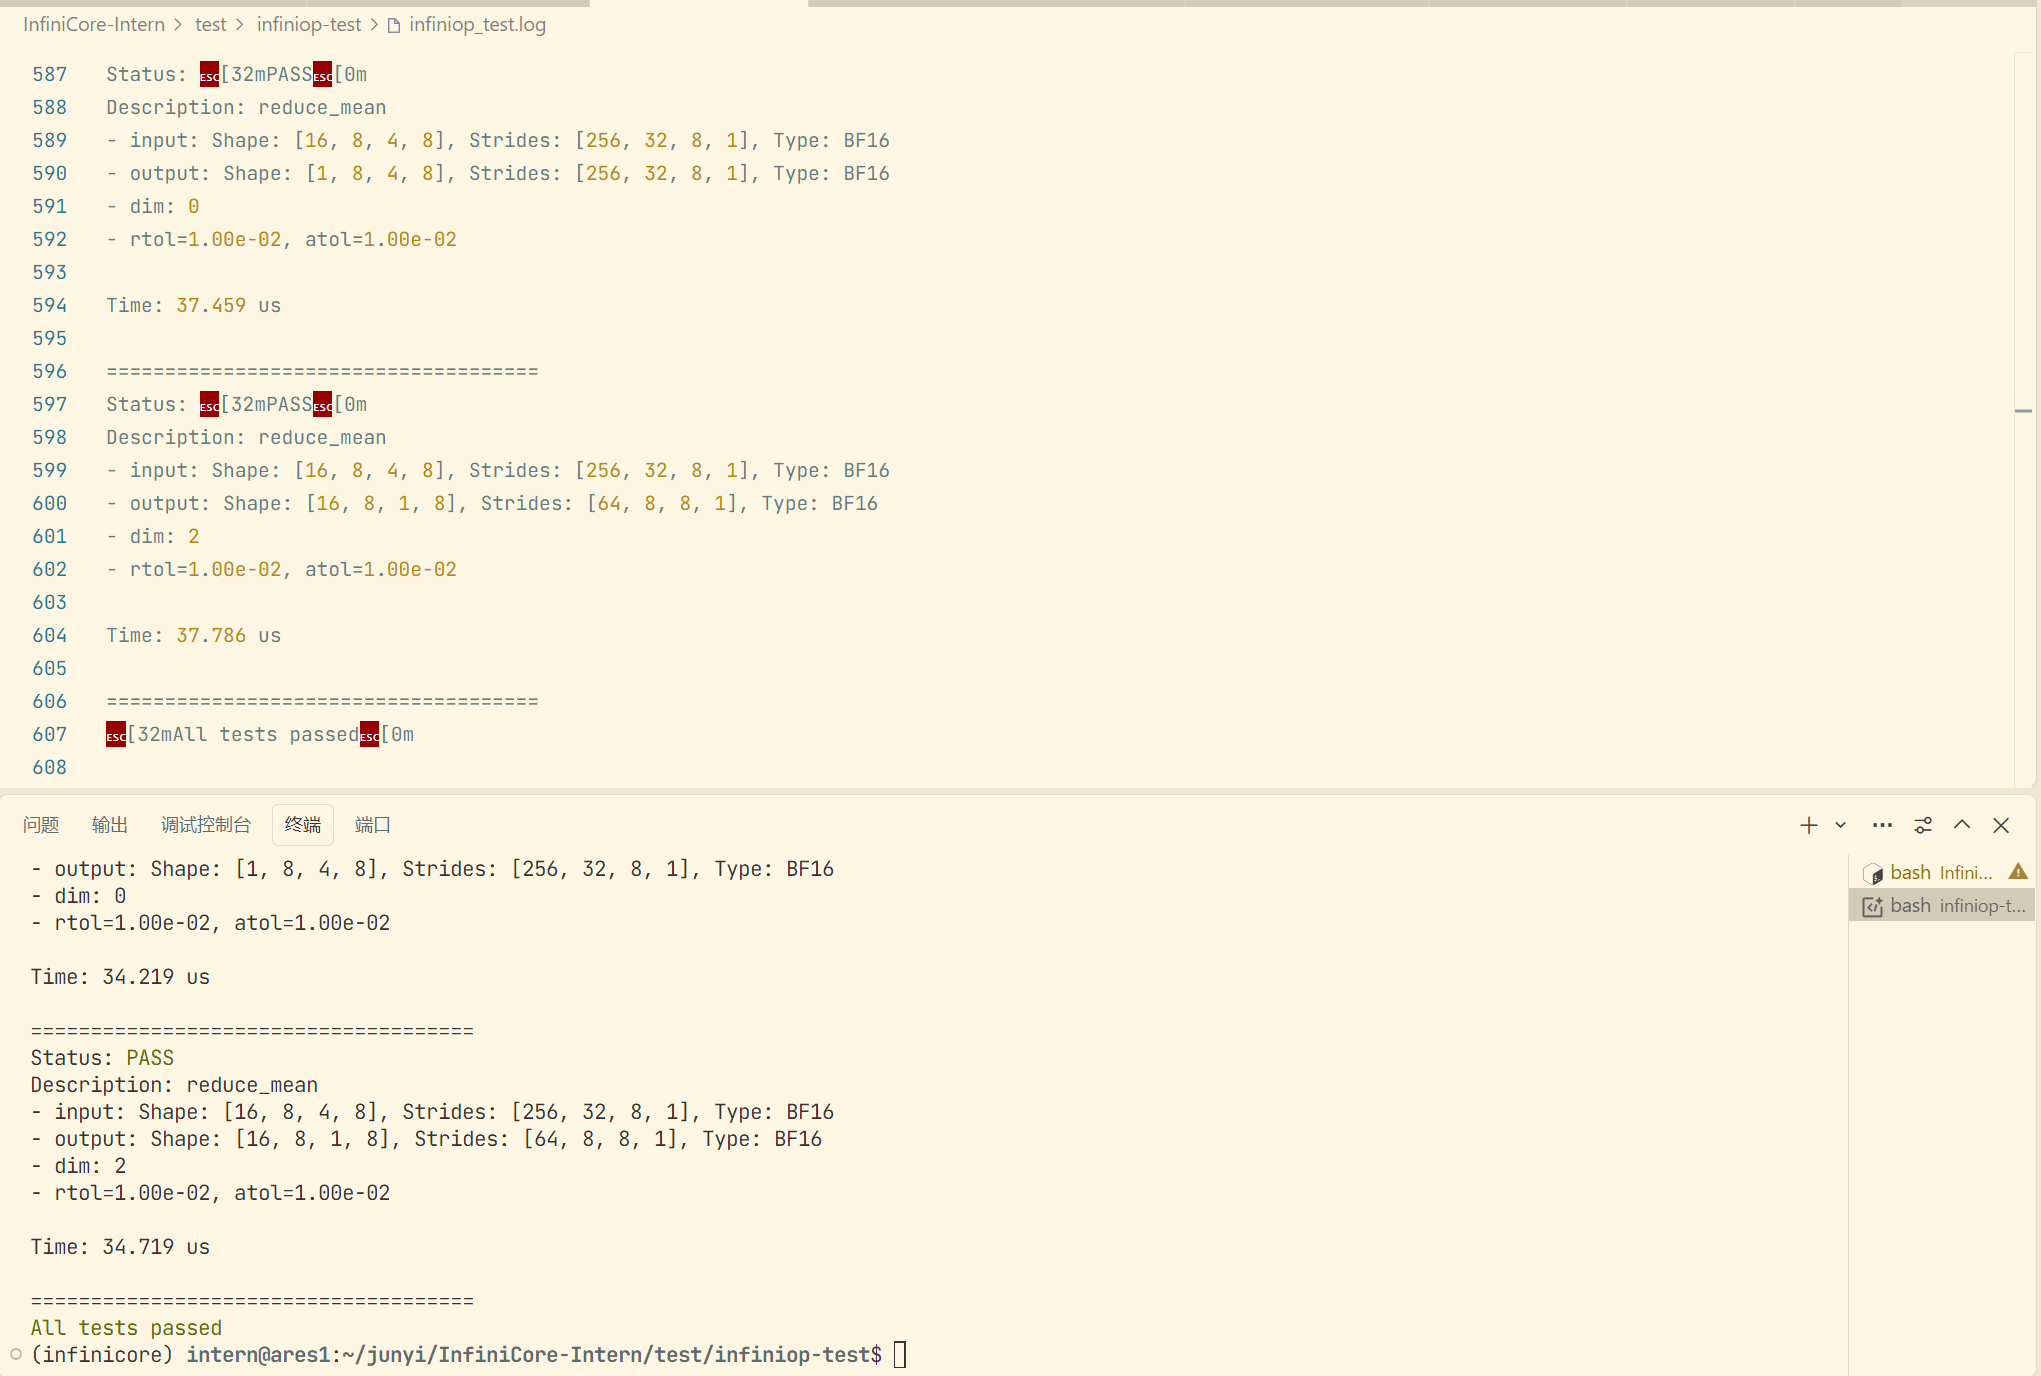 InfiniCore-Intern > test > infiniop-test > infiniop_test.log
587 Status: ESC[32mPASSESC[0m
588 Description: reduce_mean
589 - input: Shape: [16, 8, 4, 8], Strides: [256, 32, 8, 1], Type: BF16
590 - output: Shape: [1, 8, 4, 8], Strides: [256, 32, 8, 1], Type: BF16
591 - dim: 0
592 - rtol=1.00e-02, atol=1.00e-02
593
594 Time: 37.459 us
595
596 =====================================
597 Status: ESC[32mPASSESC[0m
598 Description: reduce_mean
599 - input: Shape: [16, 8, 4, 8], Strides: [256, 32, 8, 1], Type: BF16
600 - output: Shape: [16, 8, 1, 8], Strides: [64, 8, 8, 1], Type: BF16
601 - dim: 2
602 - rtol=1.00e-02, atol=1.00e-02
603
604 Time: 37.786 us
605
606 =====================================
607 ESC[32mAll tests passedESC[0m
608
问题 输出 调试控制台 终端 端口
- output: Shape: [1, 8, 4, 8], Strides: [256, 32, 8, 1], Type: BF16
- dim: 0
- rtol=1.00e-02, atol=1.00e-02
Time: 34.219 us
=====================================
Status: PASS
Description: reduce_mean
- input: Shape: [16, 8, 4, 8], Strides: [256, 32, 8, 1], Type: BF16
- output: Shape: [16, 8, 1, 8], Strides: [64, 8, 8, 1], Type: BF16
- dim: 2
- rtol=1.00e-02, atol=1.00e-02
Time: 34.719 us
=====================================
All tests passed
(infinicore) intern@ares1:~/junyi/InfiniCore-Intern/test/infiniop-test$
bash Infini...
bash infiniop-t...